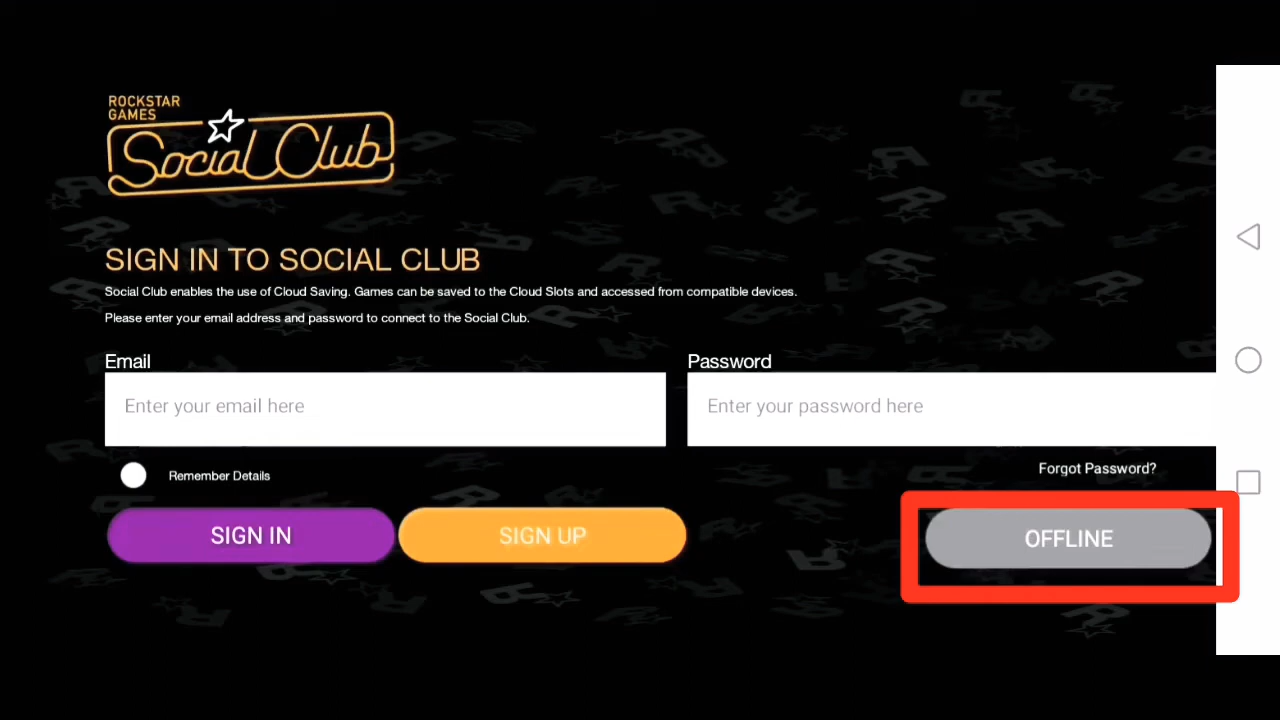 ROCKSTAR
GAMES
Social Club
SIGN IN TO SOCIAL CLUB
Social Club enables the use of Cloud Saving. Games can be saved to the Cloud Slots and accessed from compatible devices.
Please enter your email address and password to connect to the Social Club.
Email
Password
Enter your email here
Enter your password here
Remember Details
Forgot Password?
SIGN IN
SIGN UP
OFFLINE